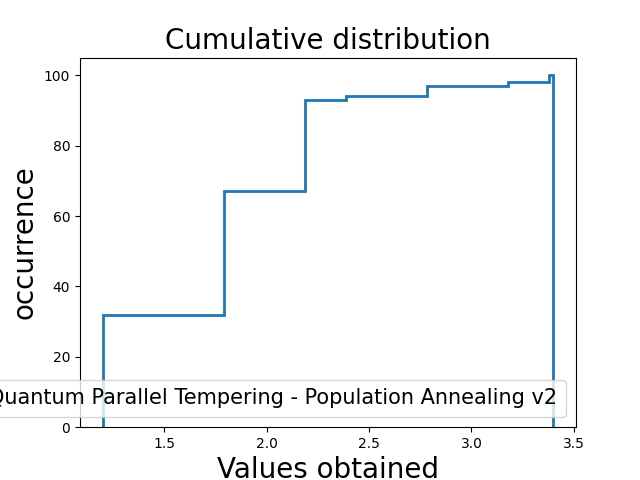 Cumulative distribution
occurrence
100
80
60
40
20
0
Parallel Tempering - Population Annealing v2
1.5 2.0 2.5 3.0 3.5
Values obtained